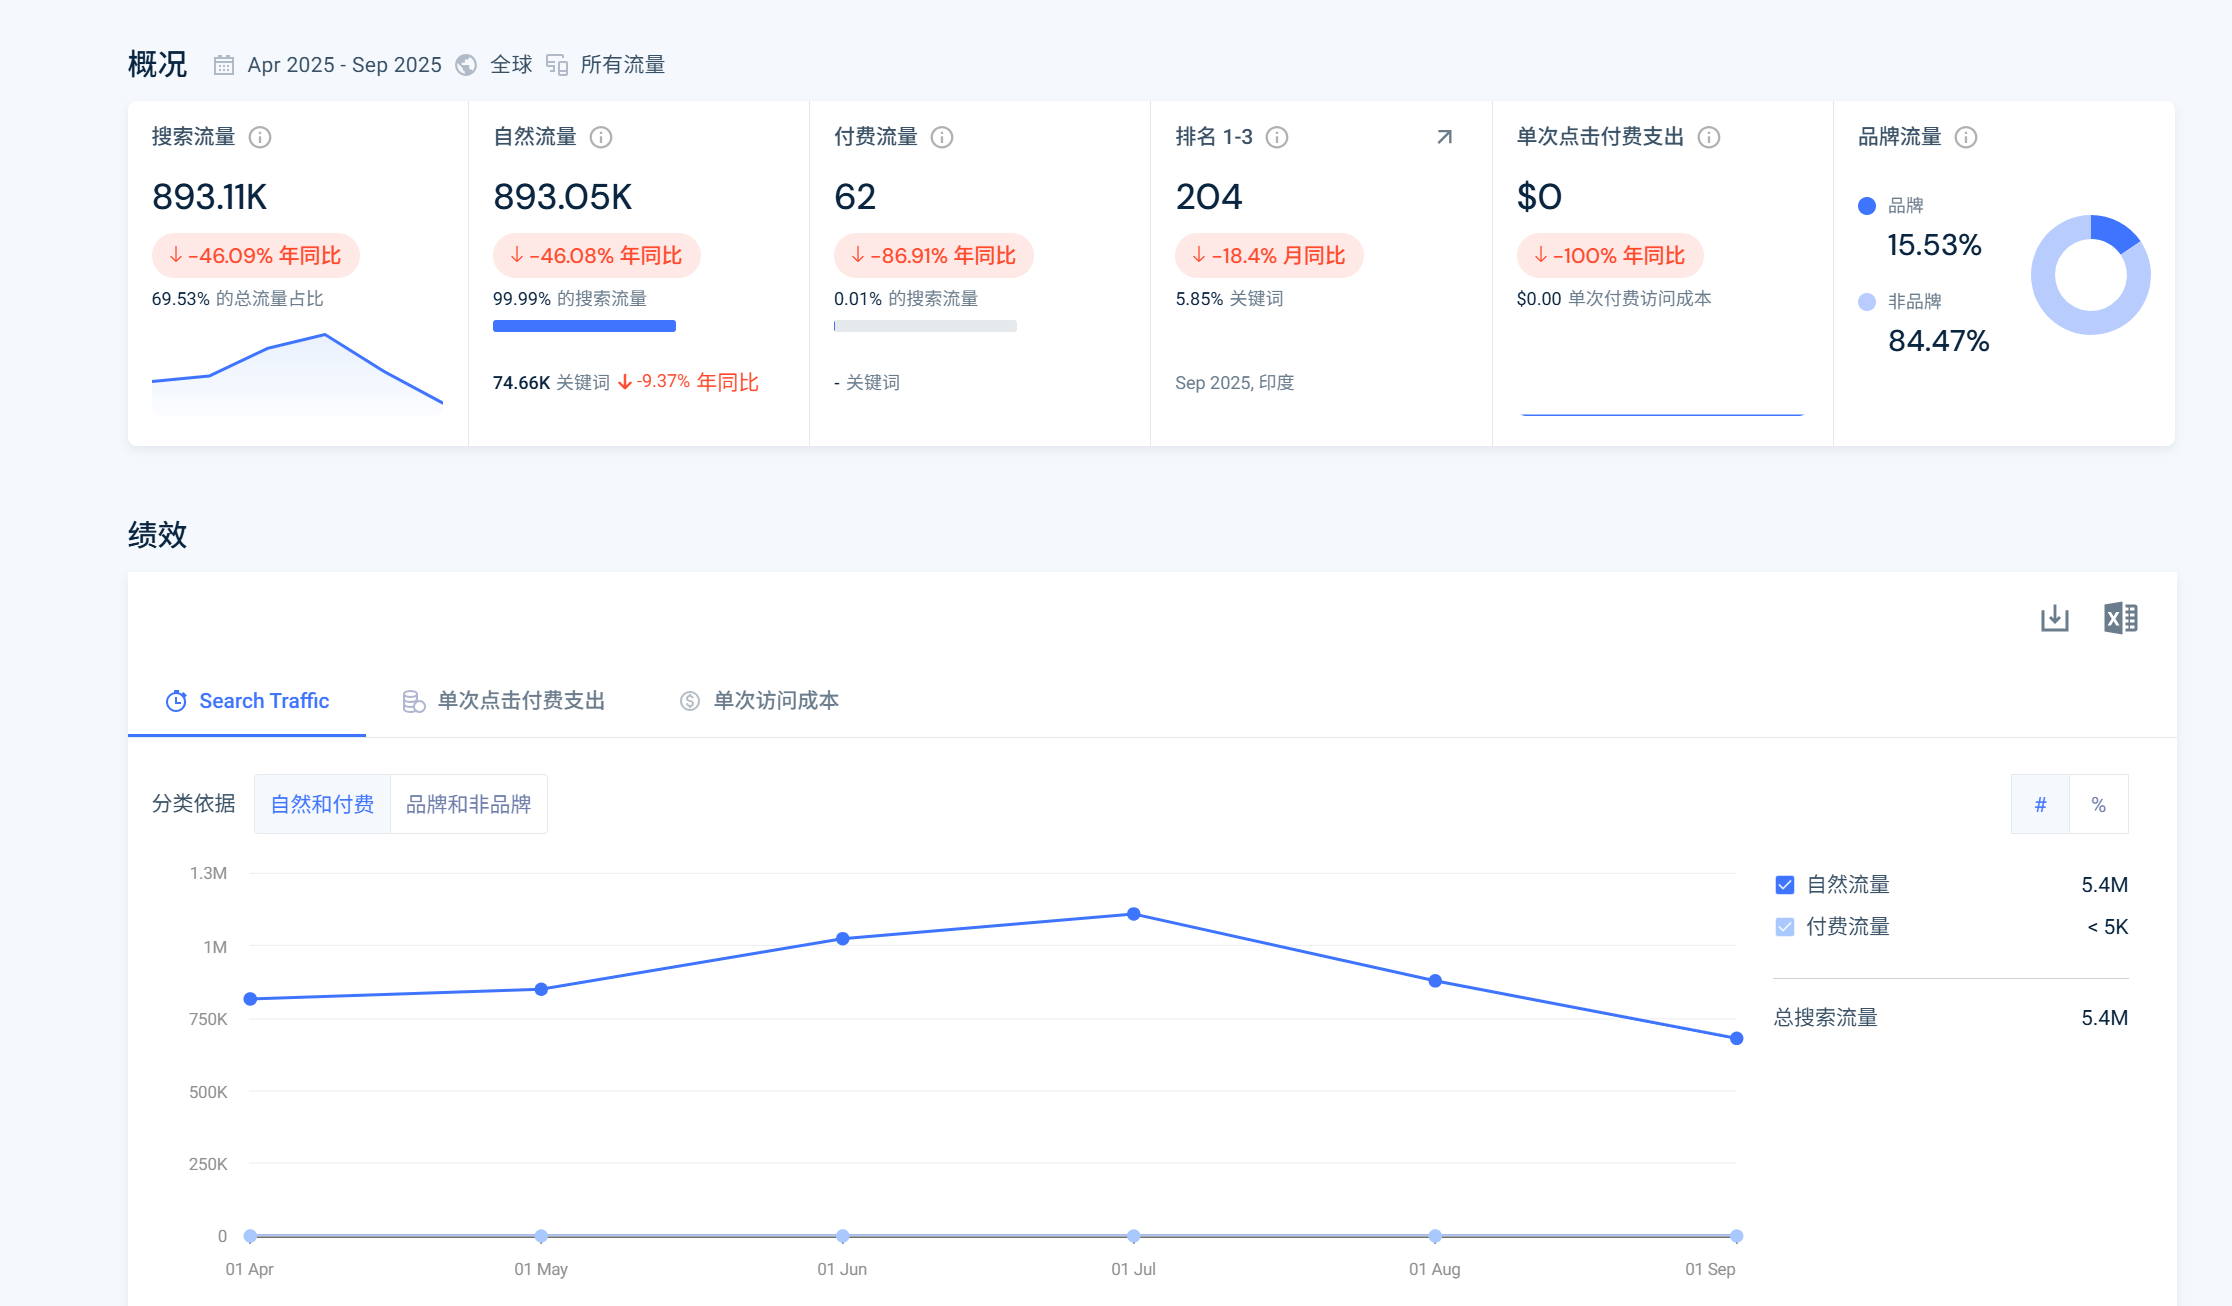 概况 Apr 2025 - Sep 2025 全球 所有流量
搜索流量
893.11K
-46.09% 年同比
69.53% 的总流量占比
自然流量
893.05K
-46.08% 年同比
99.99% 的搜索流量
74.66K 关键词 -9.37% 年同比
付费流量
62
-86.91% 年同比
0.01% 的搜索流量
- 关键词
排名 1-3
204
-18.4% 月同比
5.85% 关键词
Sep 2025, 印度
单次点击付费支出
$0
-100% 年同比
$0.00 单次付费访问成本
品牌流量
品牌
15.53%
非品牌
84.47%
绩效
Search Traffic 单次点击付费支出 单次访问成本
分类依据 自然和付费 品牌和非品牌 # %
1.3M
1M
750K
500K
250K
0
01 Apr 01 May 01 Jun 01 Jul 01 Aug 01 Sep
自然流量 5.4M
付费流量 < 5K
总搜索流量 5.4M